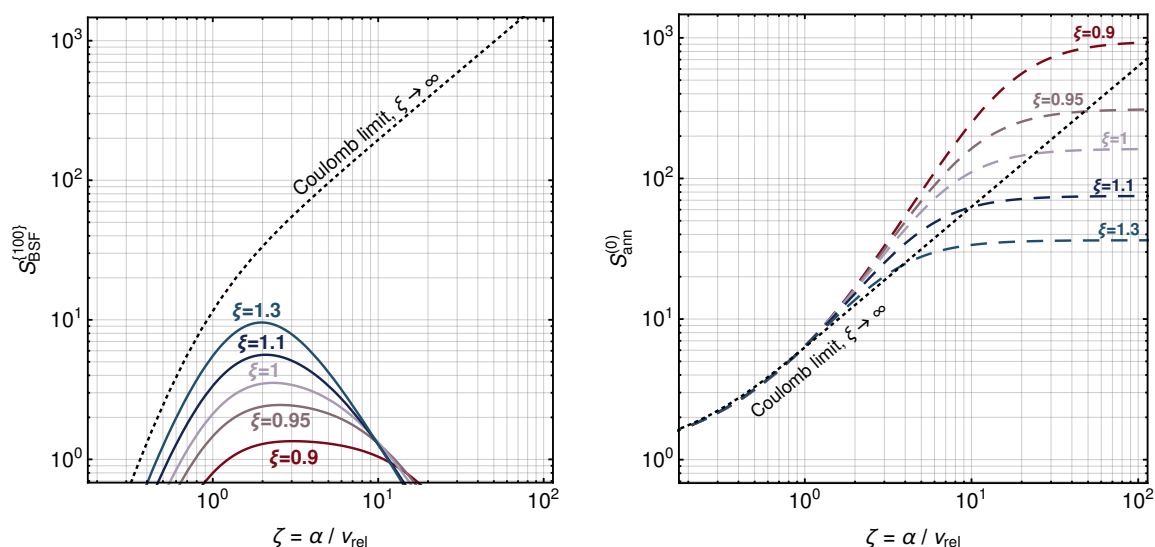 10³
10²
10¹
10⁰
S_BSF^{100}
Coulomb limit, ξ → ∞
ξ=1.3
ξ=1.1
ξ=1
ξ=0.95
ξ=0.9
10⁰
10¹
10²
ζ = α / v_rel
10³
10²
10¹
10⁰
S_ann^(0)
ξ=0.9
ξ=0.95
ξ=1
ξ=1.1
ξ=1.3
Coulomb limit, ξ → ∞
10⁰
10¹
10²
ζ = α / v_rel